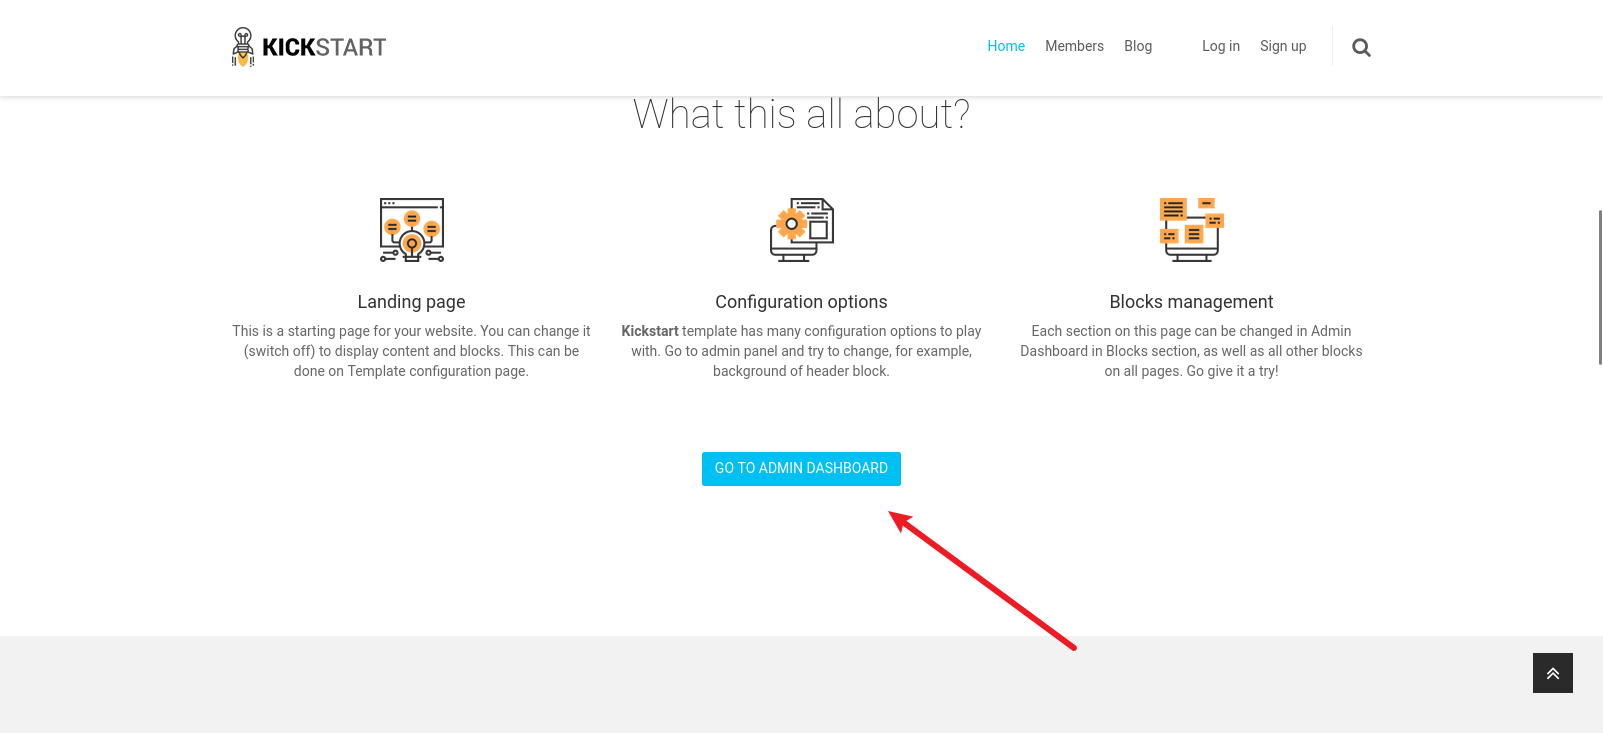 KICKSTART
Home Members Blog Log in Sign up
What this all about?
Landing page
This is a starting page for your website. You can change it
(switch off) to display content and blocks. This can be
done on Template configuration page.
Configuration options
Kickstart template has many configuration options to play
with. Go to admin panel and try to change, for example,
background of header block.
Blocks management
Each section on this page can be changed in Admin
Dashboard in Blocks section, as well as all other blocks
on all pages. Go give it a try!
GO TO ADMIN DASHBOARD